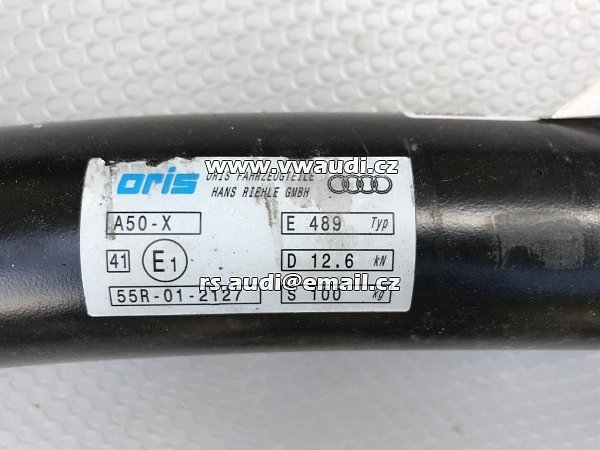 www.vwaudi.cz
oris ORIS FAHRZEUGTEILE
HANS RIEHLE GMBH
A50-X E 489 Typ
41 E1 D 12.6 kN
rs.audi@email.cz
55R-01-2127 S 100 kg